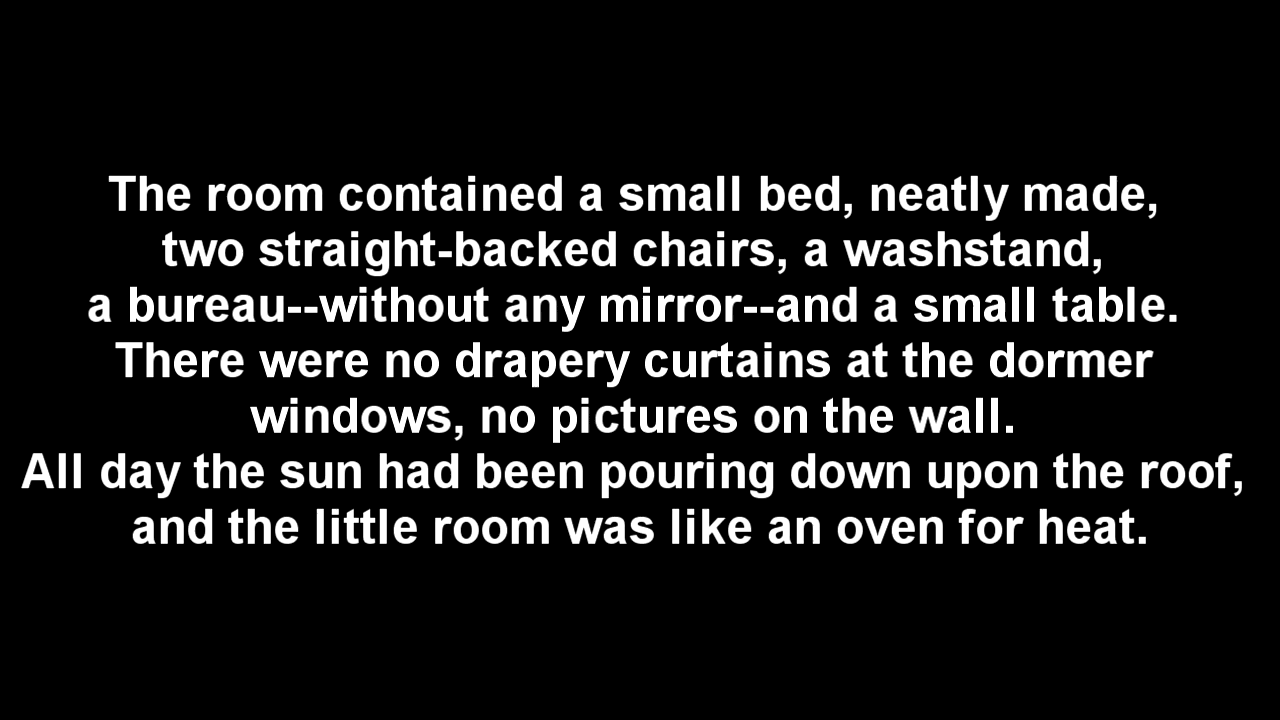 The room contained a small bed, neatly made,
two straight-backed chairs, a washstand,
a bureau--without any mirror--and a small table.
There were no drapery curtains at the dormer
windows, no pictures on the wall.
All day the sun had been pouring down upon the roof,
and the little room was like an oven for heat.